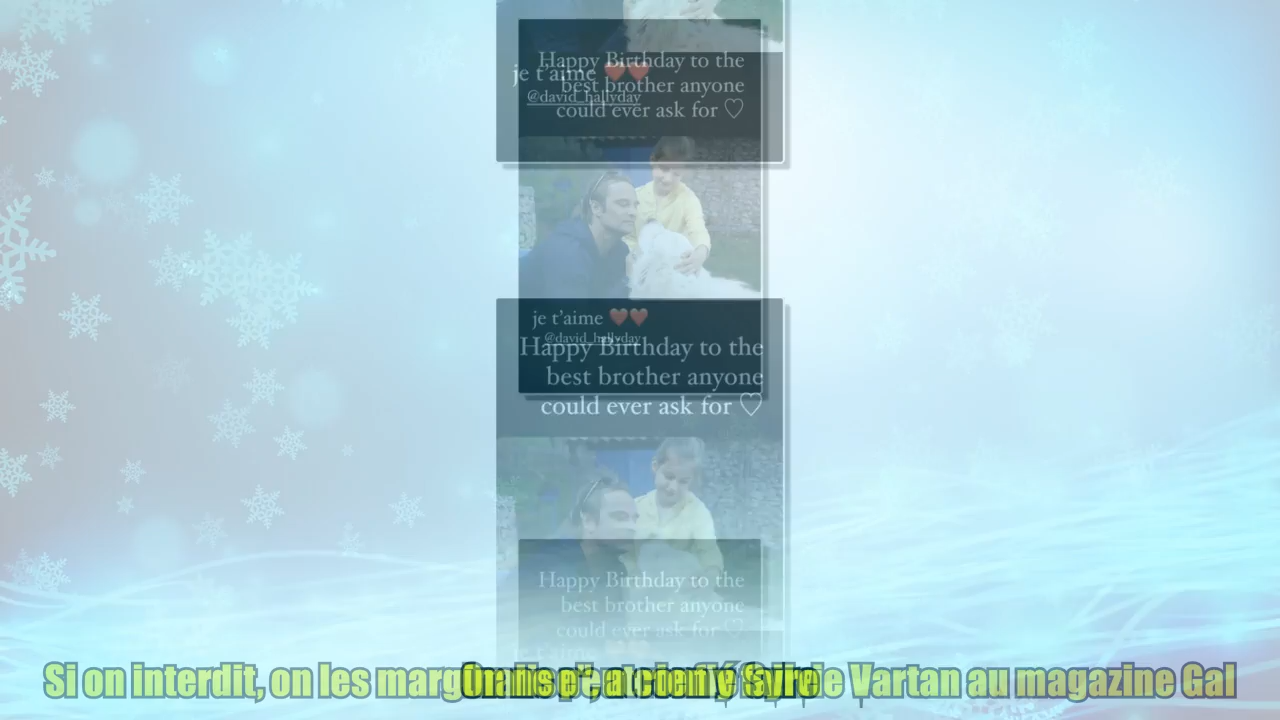 Happy Birthday to the
je t'aime ❤️❤️
best brother anyone
@david_hallyday
could ever ask for ♡
je t'aime ❤️❤️
@david_hallyday
Happy Birthday to the
best brother anyone
could ever ask for ♡
Happy Birthday to the
best brother anyone
could ever ask for ♡
je t'aime
Si on interdit, on les Vartan au magazine Gal